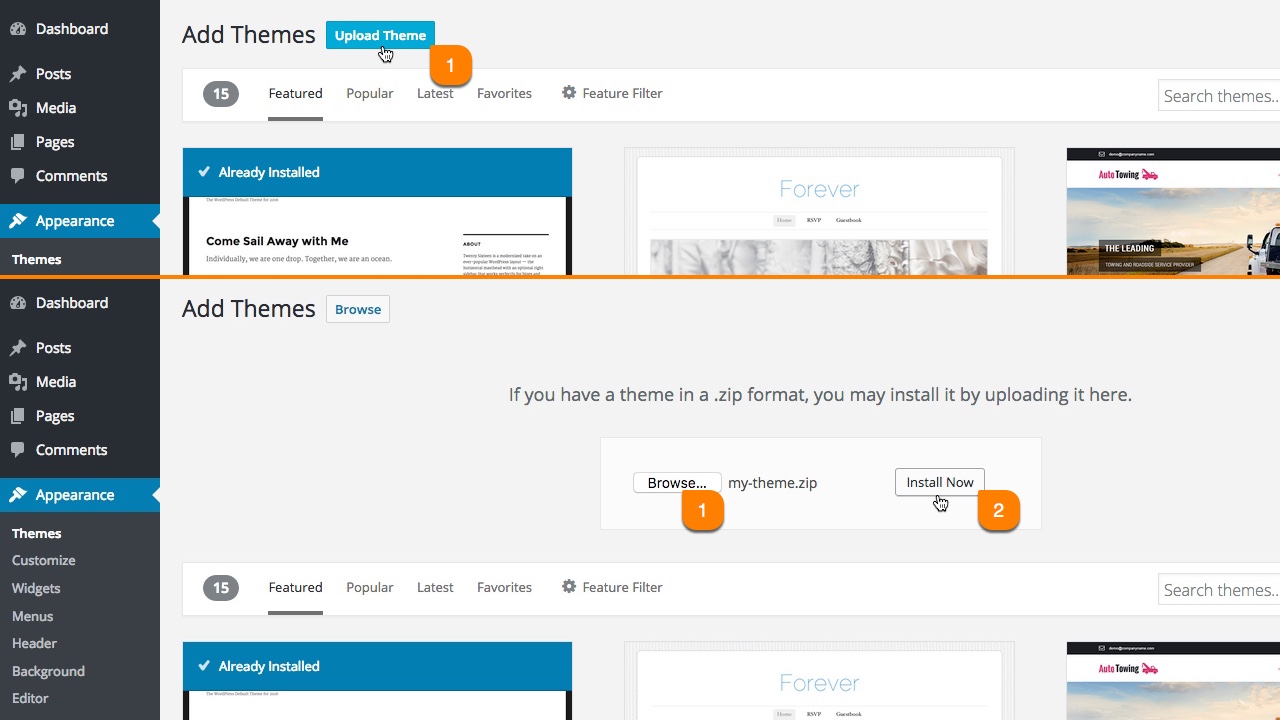 Dashboard
Posts
Media
Pages
Comments
Appearance
Themes
Add Themes Upload Theme
1
15 Featured Popular Latest Favorites Feature Filter Search themes...
Already Installed
The WordPress Default Theme for 2016
Come Sail Away with Me
Individually, we are one drop. Together, we are an ocean.
ABOUT
Twenty Sixteen is a modernized take on an
ever-popular WordPress layout — the
horizontal masthead with an optional right
sidebar that works perfectly for blogs and
Forever
Home RSVP Guestbook
demo@companyname.com
Auto Towing
THE LEADING
TOWING AND ROADSIDE SERVICE PROVIDER
Dashboard
Posts
Media
Pages
Comments
Appearance
Themes
Customize
Widgets
Menus
Header
Background
Editor
Add Themes Browse
If you have a theme in a .zip format, you may install it by uploading it here.
Browse... my-theme.zip Install Now
1 2
15 Featured Popular Latest Favorites Feature Filter Search themes...
Already Installed
The WordPress Default Theme for 2016
Forever
Home RSVP Guestbook
demo@companyname.com
Auto Towing